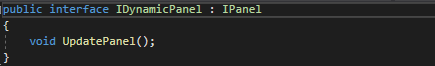 public interface IDynamicPanel : IPanel
{
    void UpdatePanel();
}